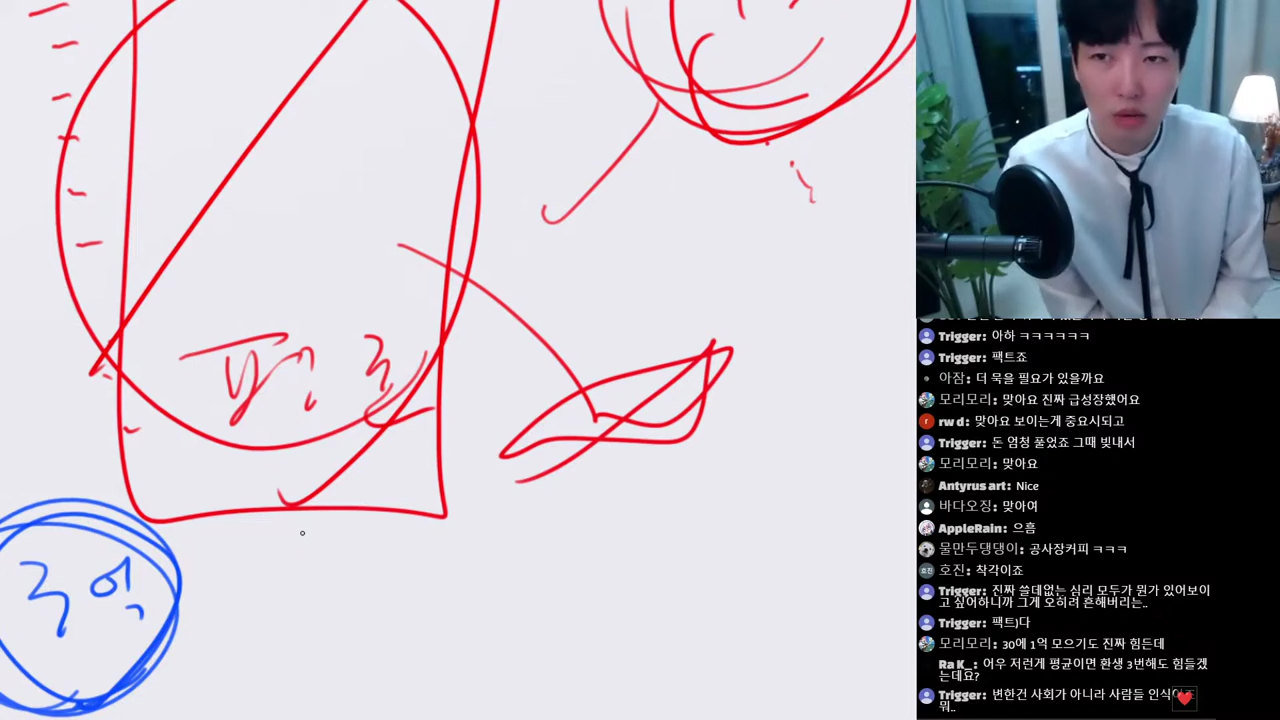 Trigger: 아하 ㅋㅋㅋㅋㅋㅋ
Trigger: 팩트죠
아잠: 더 묵을 필요가 있을까요
모리모리: 맞아요 진짜 급성장했어요
rw d: 맞아요 보이는게 중요시되고
Trigger: 돈 엄청 풀었죠 그때 빚내서
모리모리: 맞아요
Antyrus art: Nice
바다오징: 맞아여
AppleRain: 으흠
물만두댕댕이: 공사장커피 ㅋㅋㅋ
호진: 착각이죠
Trigger: 진짜 쓸데없는 심리 모두가 뭔가 있어보이
고 싶어하니까 그게 오히려 흔해버리는..
Trigger: 팩트)다
모리모리: 30에 1억 모으기도 진짜 힘든데
Ra K_: 어우 저런게 평균이면 환생 3번해도 힘들겠
는데요?
Trigger: 변한건 사회가 아니라 사람들 인식
뭐..